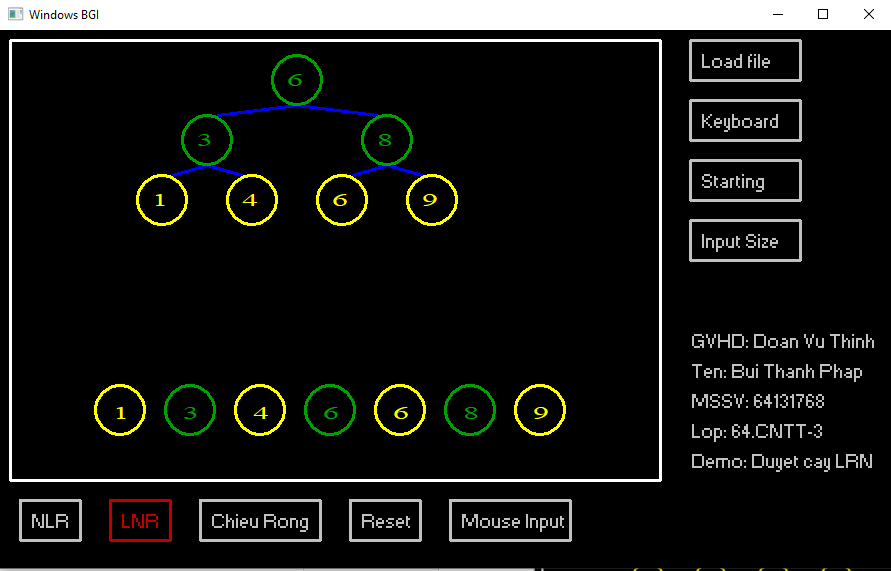 Windows BGI
6
3 8
1 4 6 9
1 3 4 6 6 8 9
Load file
Keyboard
Starting
Input Size
GVHD: Doan Vu Thinh
Ten: Bui Thanh Phap
MSSV: 64131768
Lop: 64.CNTT-3
Demo: Duyet cay LRN
NLR LNR Chieu Rong Reset Mouse Input